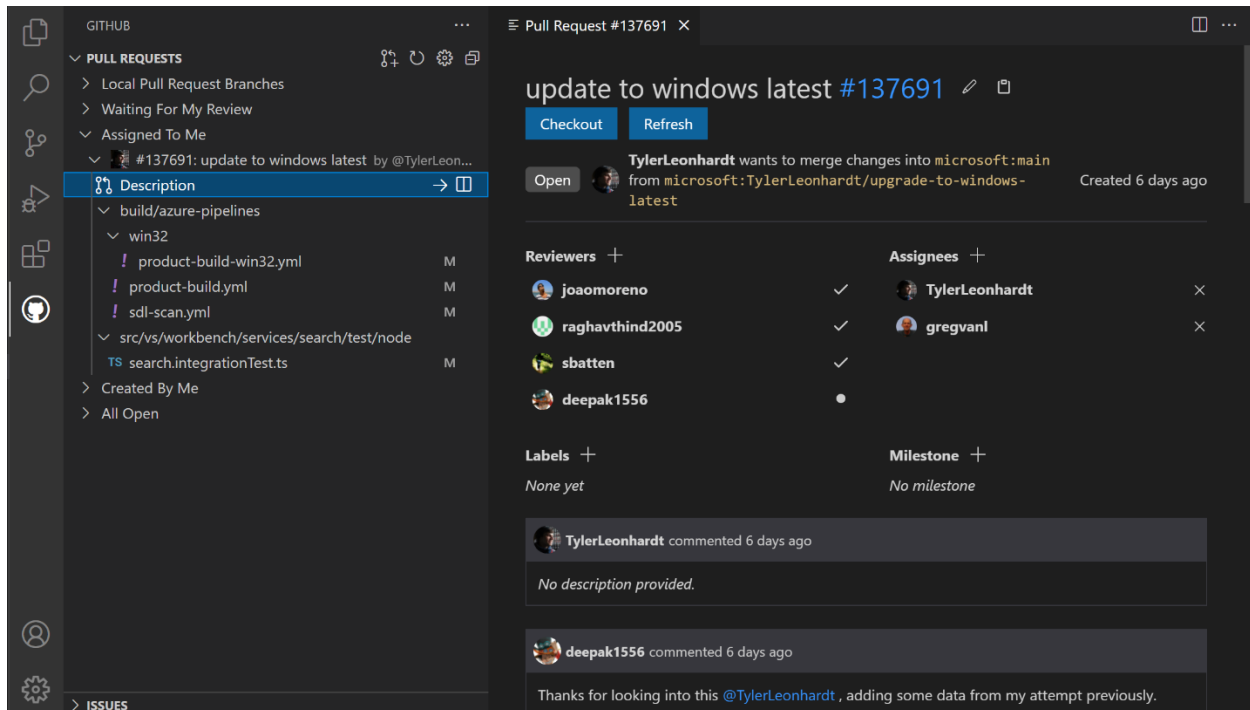 GITHUB
PULL REQUESTS
Local Pull Request Branches
Waiting For My Review
Assigned To Me
#137691: update to windows latest by @TylerLeon...
Description
build/azure-pipelines
win32
! product-build-win32.yml M
! product-build.yml M
! sdl-scan.yml M
src/vs/workbench/services/search/test/node
TS search.integrationTest.ts M
Created By Me
All Open
ISSUES
Pull Request #137691
update to windows latest #137691
Checkout Refresh
Open
TylerLeonhardt wants to merge changes into microsoft:main
from microsoft:TylerLeonhardt/upgrade-to-windows-
latest
Created 6 days ago
Reviewers
joaomoreno
raghavthind2005
sbatten
deepak1556
Assignees
TylerLeonhardt
gregvanl
Labels
None yet
Milestone
No milestone
TylerLeonhardt commented 6 days ago
No description provided.
deepak1556 commented 6 days ago
Thanks for looking into this @TylerLeonhardt , adding some data from my attempt previously.